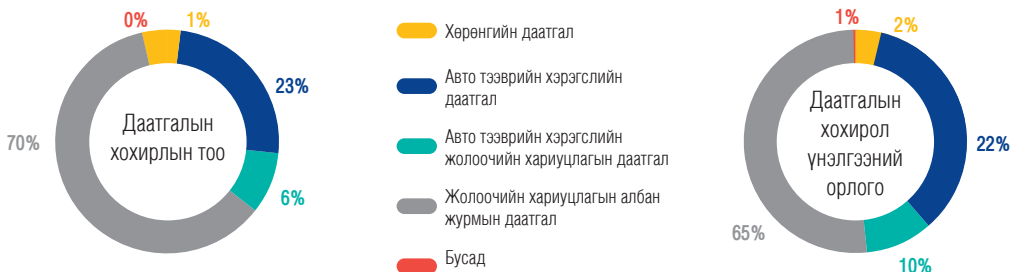 0%
1%
23%
70%
6%
Даатгалын
хохирлын тоо
Хөрөнгийн даатгал
Авто тээврийн хэрэгслийн
даатгал
Авто тээврийн хэрэгслийн
жолоочийн хариуцлагын даатгал
Жолоочийн хариуцлагын албан
журмын даатгал
Бусад
1%
2%
22%
65%
10%
Даатгалын
хохирол
үнэлгээний
орлого